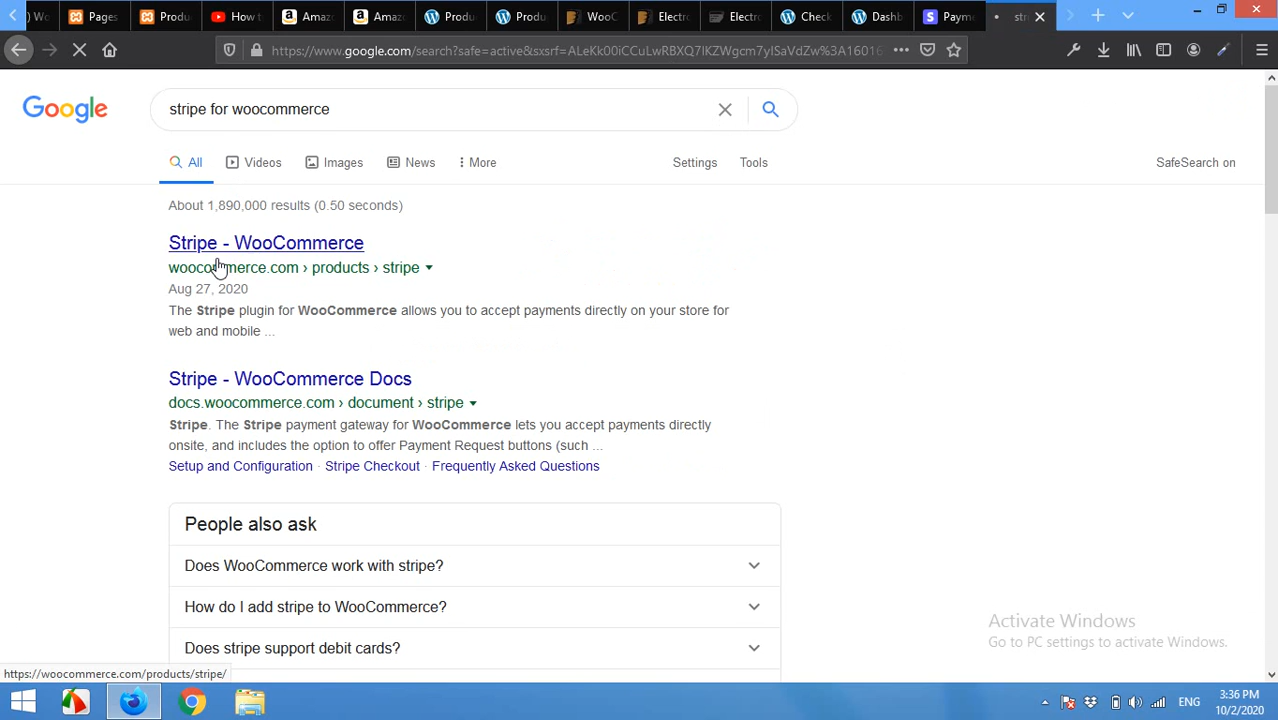 ) Wo Pages Produ How t Amaz Amaz Produ Produ WooC Electro Electr Check Dashb Payme str
https://www.google.com/search?safe=active&sxsrf=ALeKk00iCCuLwRBXQ7IKZWgcm7yISaVdZw%3A16016
Google stripe for woocommerce
All Videos Images News More Settings Tools SafeSearch on
About 1,890,000 results (0.50 seconds)
Stripe - WooCommerce
woocommerce.com › products › stripe
Aug 27, 2020
The Stripe plugin for WooCommerce allows you to accept payments directly on your store for
web and mobile ...
Stripe - WooCommerce Docs
docs.woocommerce.com › document › stripe
Stripe. The Stripe payment gateway for WooCommerce lets you accept payments directly
onsite, and includes the option to offer Payment Request buttons (such ...
Setup and Configuration · Stripe Checkout · Frequently Asked Questions
People also ask
Does WooCommerce work with stripe?
How do I add stripe to WooCommerce?
Activate Windows
Go to PC settings to activate Windows.
Does stripe support debit cards?
https://woocommerce.com/products/stripe/
ENG 3:36 PM
10/2/2020